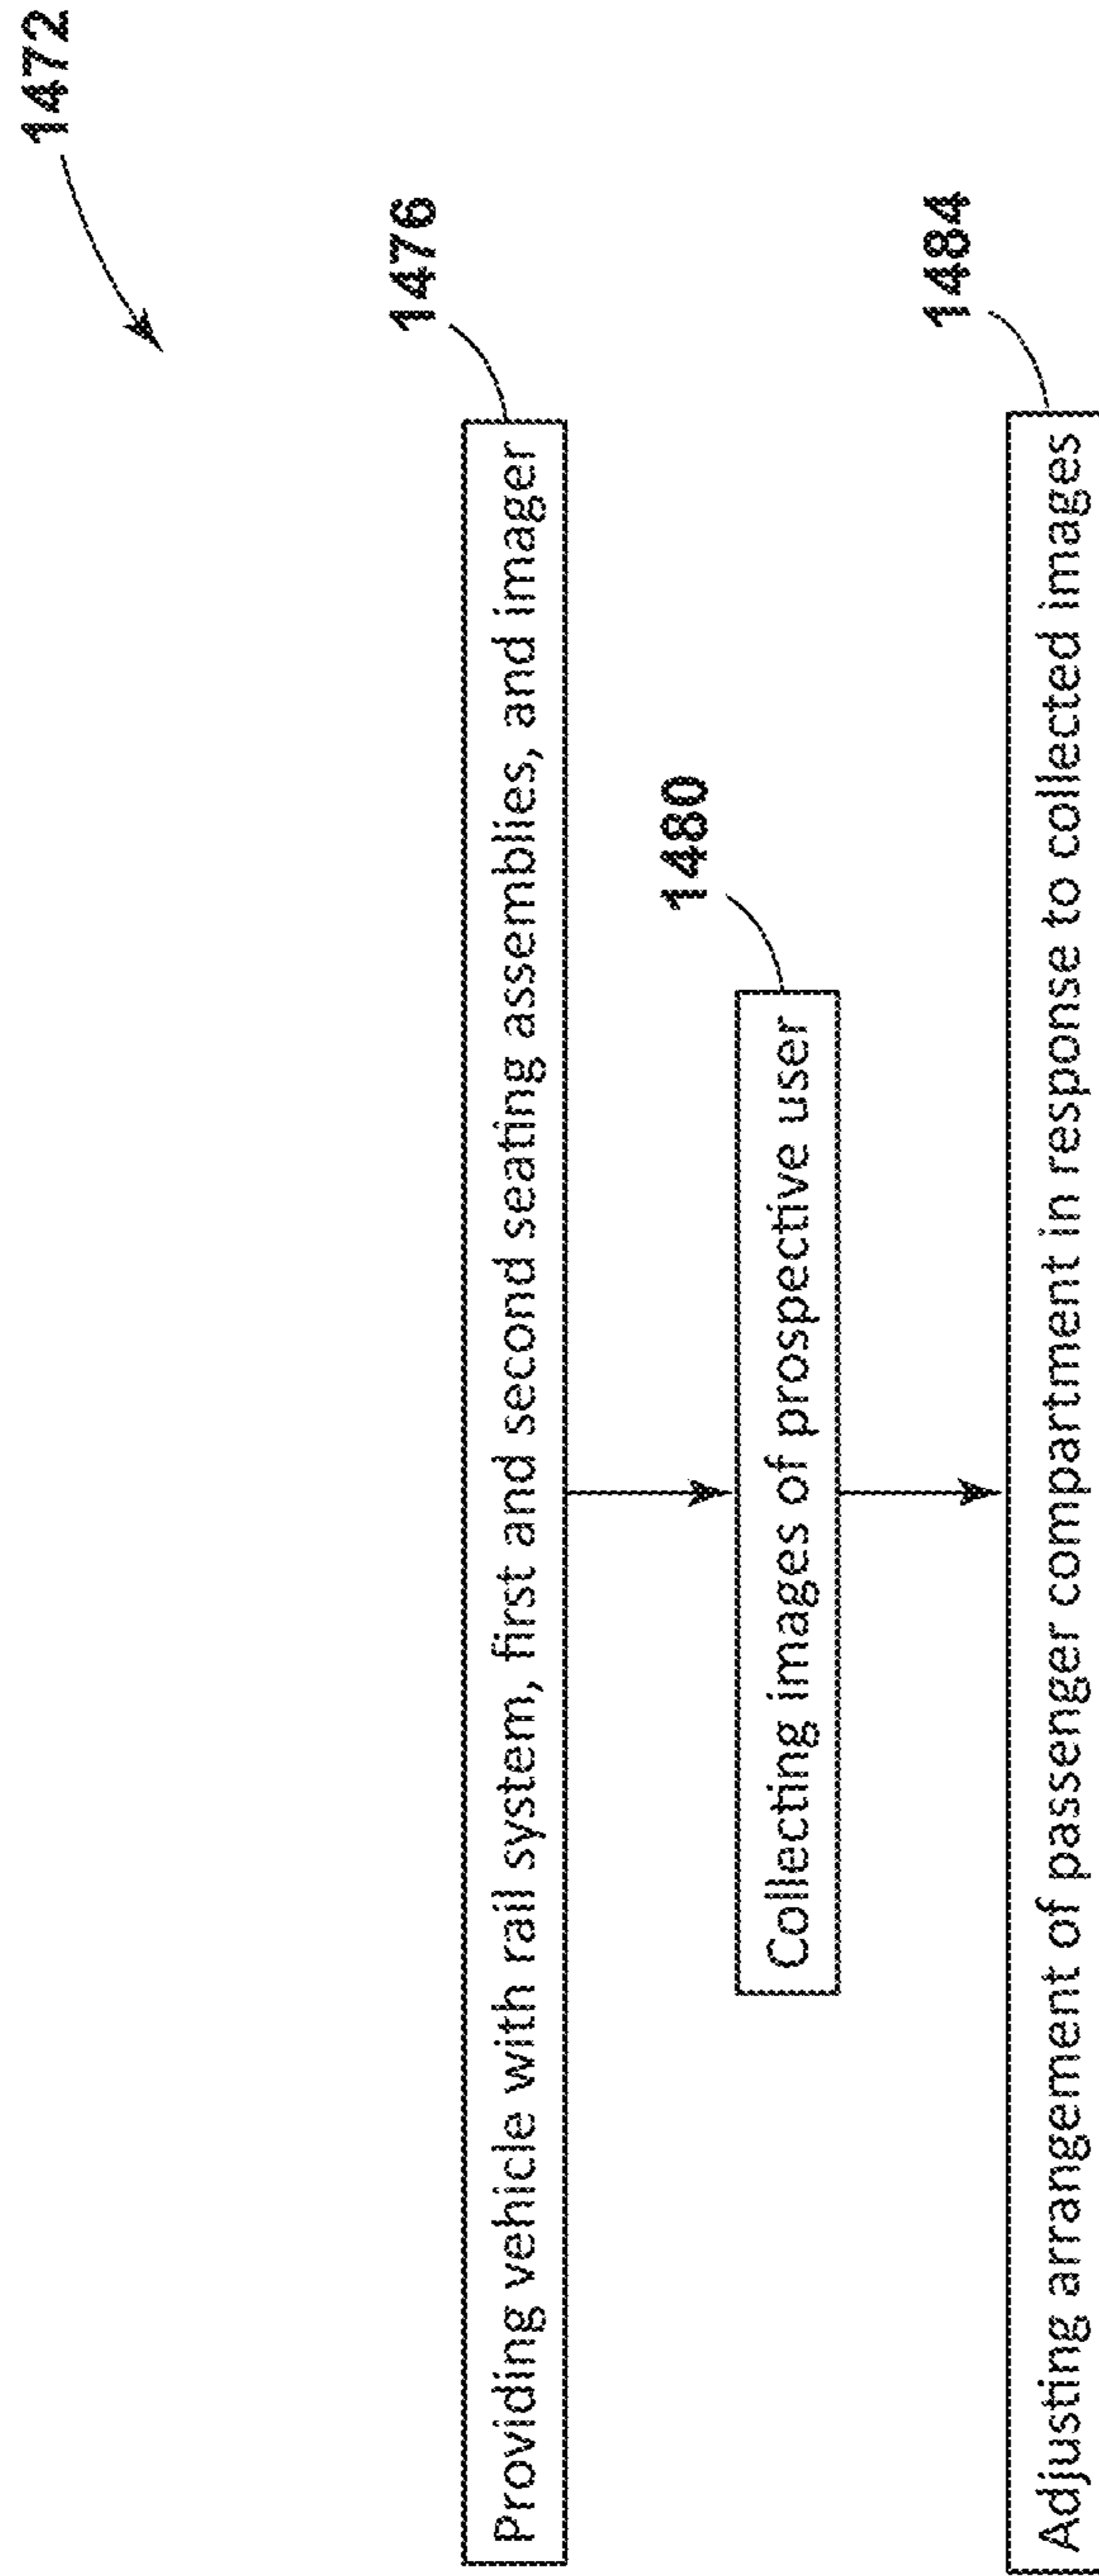 1472
1476
Providing vehicle with rail system, first and second seating assemblies, and imager
1480
Collecting images of prospective user
1484
Adjusting arrangement of passenger compartment in response to collected images